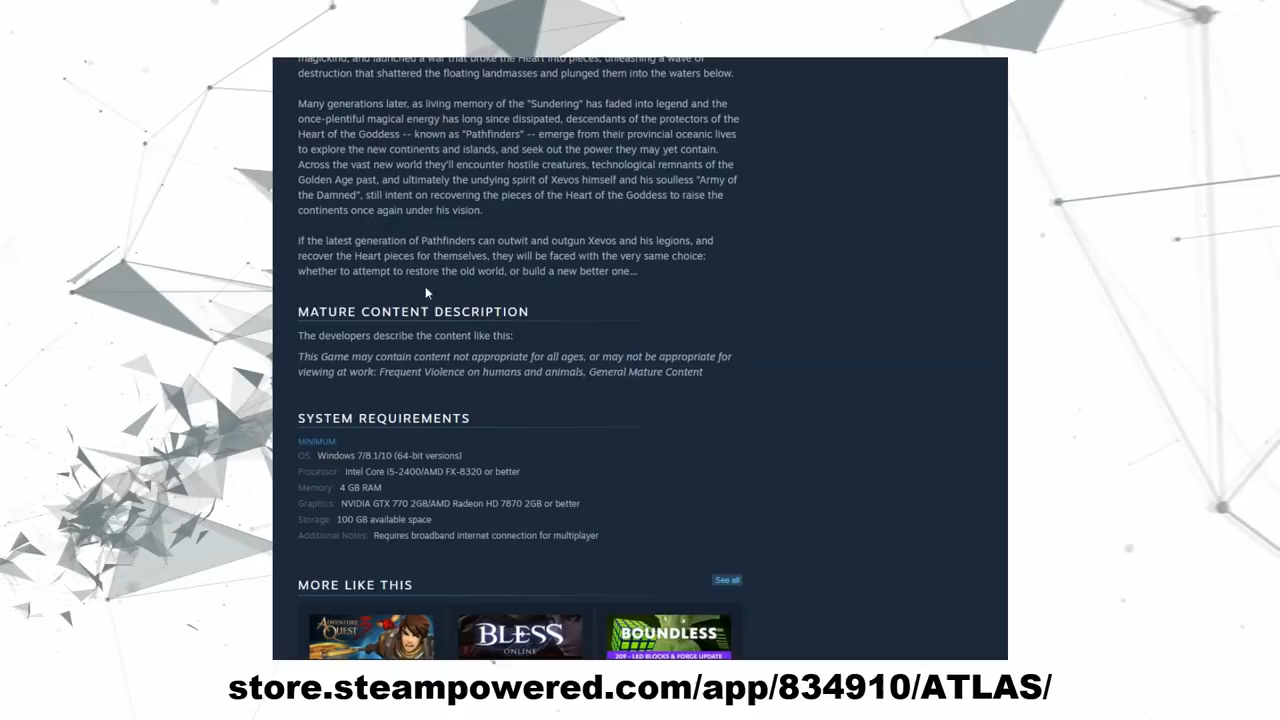 magickind, and launched a war that broke the Heart into pieces, unleashing a wave of
destruction that shattered the floating landmasses and plunged them into the waters below.
Many generations later, as living memory of the "Sundering" has faded into legend and the
once-plentiful magical energy has long since dissipated, descendants of the protectors of the
Heart of the Goddess -- known as "Pathfinders" -- emerge from their provincial oceanic lives
to explore the new continents and islands, and seek out the power they may yet contain.
Across the vast new world they'll encounter hostile creatures, technological remnants of the
Golden Age past, and ultimately the undying spirit of Xevos himself and his soulless "Army of
the Damned", still intent on recovering the pieces of the Heart of the Goddess to raise the
continents once again under his vision.
If the latest generation of Pathfinders can outwit and outgun Xevos and his legions, and
recover the Heart pieces for themselves, they will be faced with the very same choice:
whether to attempt to restore the old world, or build a new better one...
MATURE CONTENT DESCRIPTION
The developers describe the content like this:
This Game may contain content not appropriate for all ages, or may not be appropriate for
viewing at work: Frequent Violence on humans and animals, General Mature Content
SYSTEM REQUIREMENTS
MINIMUM:
OS: Windows 7/8.1/10 (64-bit versions)
Processor: Intel Core i5-2400/AMD FX-8320 or better
Memory: 4 GB RAM
Graphics: NVIDIA GTX 770 2GB/AMD Radeon HD 7870 2GB or better
Storage: 100 GB available space
Additional Notes: Requires broadband internet connection for multiplayer
MORE LIKE THIS
See all
ADVENTURE QUEST
BLESS
ONLINE
BOUNDLESS
209 - LED BLOCKS & FORGE UPDATE
store.steampowered.com/app/834910/ATLAS/